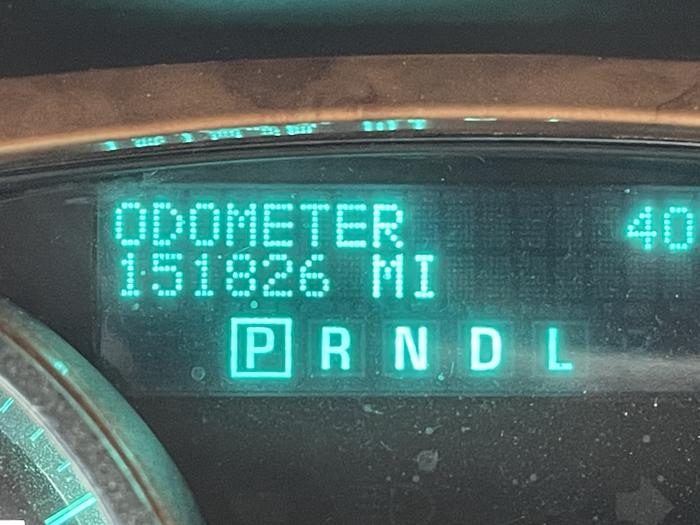 ODOMETER 40
151826 MI
P R N D L